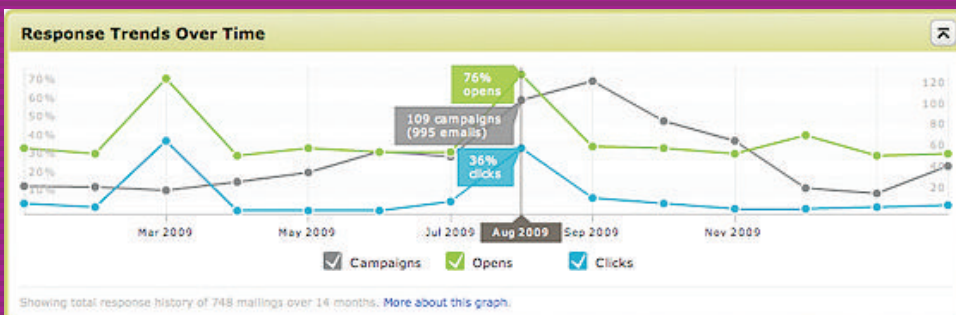 Response Trends Over Time
70%
60%
50%
40%
30%
20%
10%
76%
opens
109 campaigns
(995 emails)
36%
clicks
120
100
80
60
40
20
Mar 2009
May 2009
Jul 2009
Aug 2009
Sep 2009
Nov 2009
Campaigns
Opens
Clicks
Showing total response history of 748 mailings over 14 months. More about this graph.